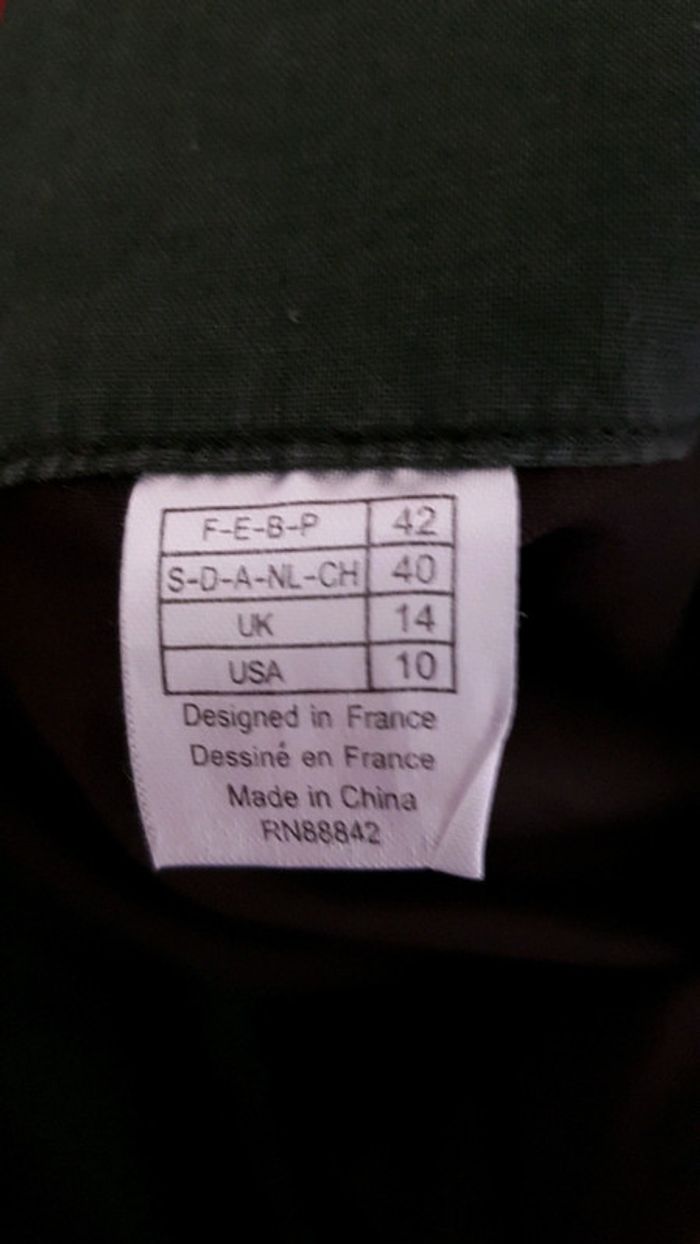 F-E-B-P 42
S-D-A-NL-CH 40
UK 14
USA 10
Designed in France
Dessiné en France
Made in China
RN88842